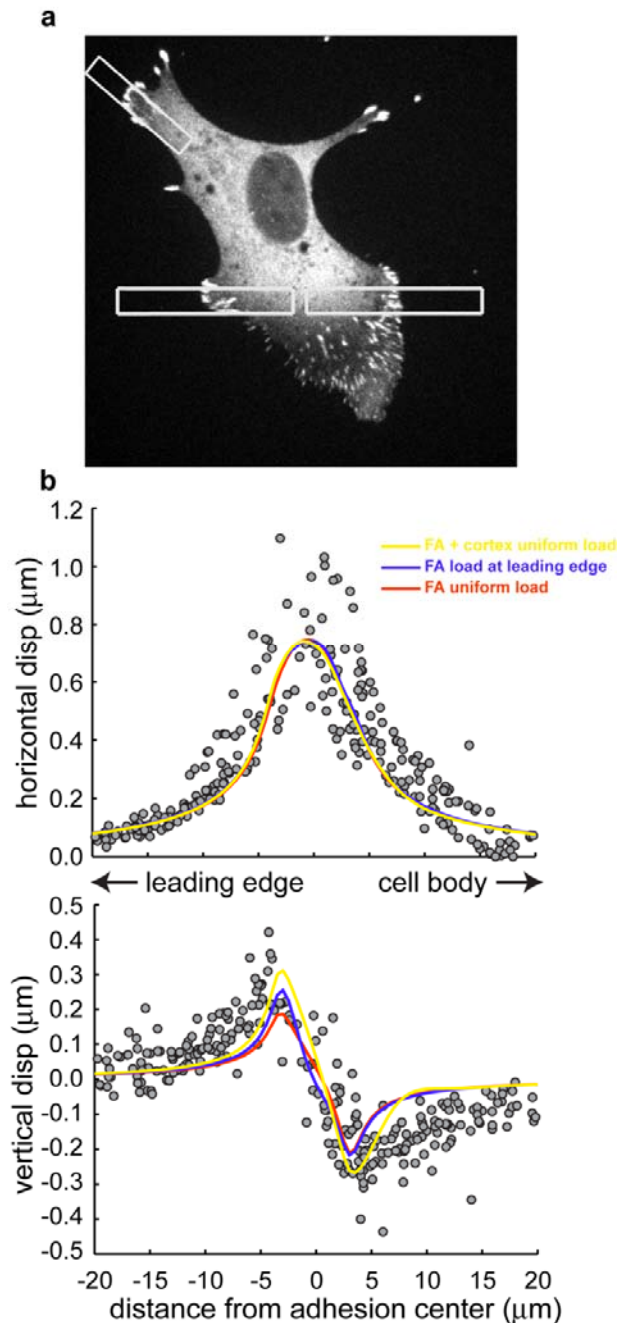 a
b
1.2
1.0
0.8
0.6
0.4
0.2
0.0
horizontal disp (μm)
FA + cortex uniform load
FA load at leading edge
FA uniform load
leading edge
cell body
0.5
0.4
0.3
0.2
0.1
0.0
-0.1
-0.2
-0.3
-0.4
-0.5
vertical disp (μm)
-20 -15 -10 -5 0 5 10 15 20
distance from adhesion center (μm)